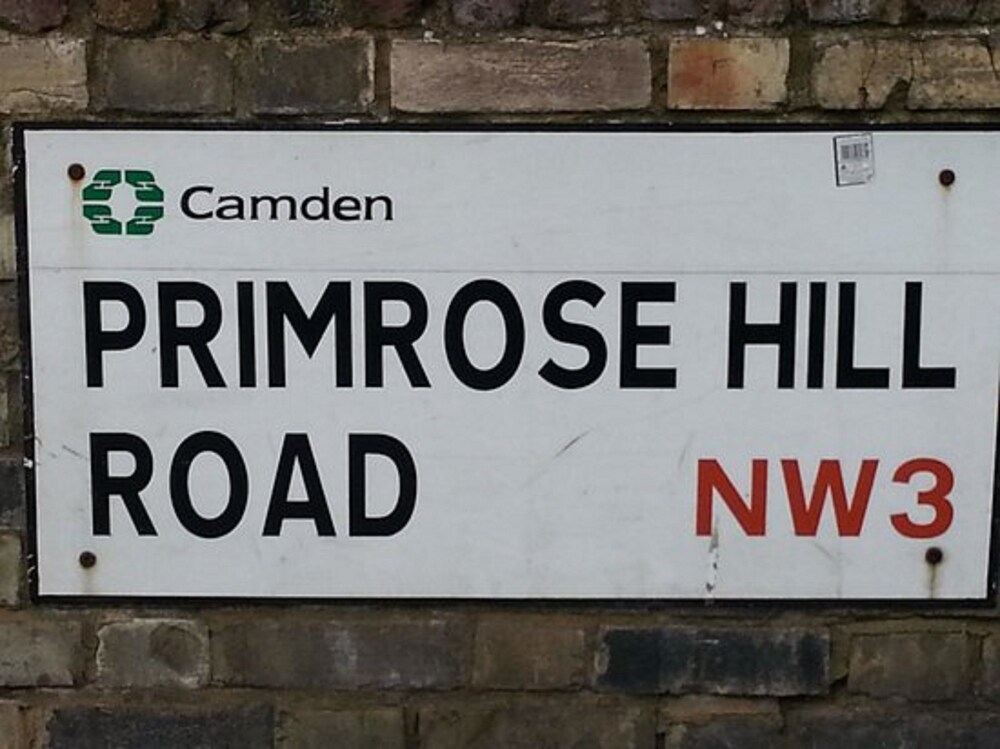 Camden
PRIMROSE HILL
ROAD NW3